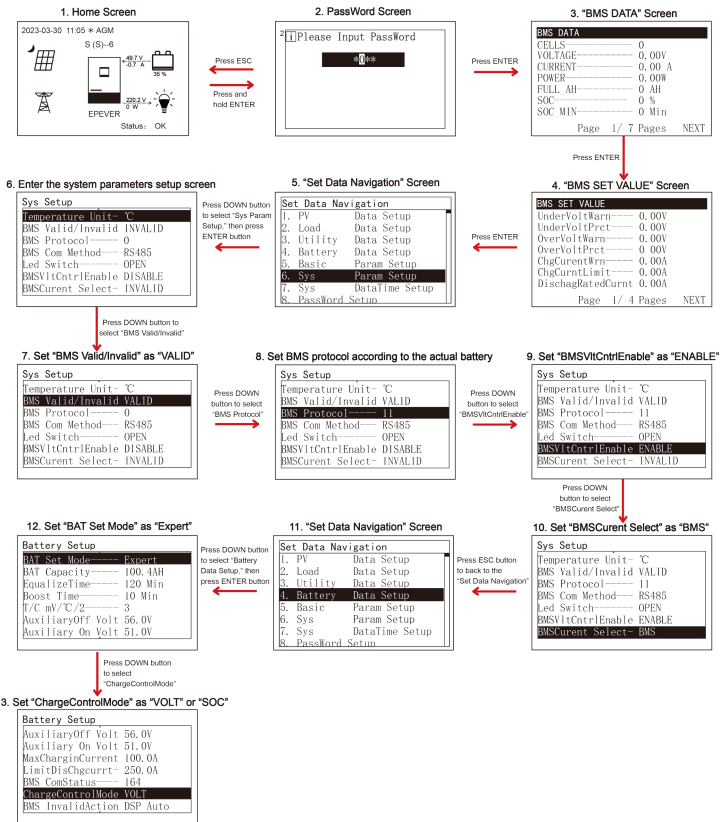 1. Home Screen
2023-03-30 11:05 ☀ AGM
S (S)--6
49.7 V
-0.7 A
35 %
220.2 V
0 W
EPEVER
Status: OK
Press ESC
Press and
hold ENTER
2. PassWord Screen
2 i Please Input PassWord
*0**
Press ENTER
3. “BMS DATA” Screen
BMS DATA
CELLS---------------- 0
VOLTAGE-------------- 0.00V
CURRENT-------------- 0.00 A
POWER---------------- 0.00W
FULL_AH-------------- 0 AH
SOC------------------ 0 %
SOC MIN-------------- 0 Min
Page 1/ 7 Pages NEXT
Press ENTER
4. “BMS SET VALUE” Screen
BMS SET VALUE
UnderVoltWarn---- 0.00V
UnderVoltPrct---- 0.00V
OverVoltWarn----- 0.00V
OverVoltPrct----- 0.00V
ChgCurentWrn----- 0.00A
ChgCurntLimit---- 0.00A
DischagRatedCurnt 0.00A
Page 1/ 4 Pages NEXT
Press ENTER
5. “Set Data Navigation” Screen
Set Data Navigation
1. PV Data Setup
2. Load Data Setup
3. Utility Data Setup
4. Battery Data Setup
5. Basic Param Setup
6. Sys Param Setup
7. Sys DataTime Setup
8. PassWord Setup
Press DOWN button
to select “Sys Param
Setup,” then press
ENTER button
6. Enter the system parameters setup screen
Sys Setup
Temperature Unit- ℃
BMS Valid/Invalid INVALID
BMS Protocol----- 0
BMS Com Method--- RS485
Led Switch------- OPEN
BMSVltCntrlEnable DISABLE
BMSCurent Select- INVALID
Press DOWN button to
select “BMS Valid/Invalid”
7. Set “BMS Valid/Invalid” as “VALID”
Sys Setup
Temperature Unit- ℃
BMS Valid/Invalid VALID
BMS Protocol----- 0
BMS Com Method--- RS485
Led Switch------- OPEN
BMSVltCntrlEnable DISABLE
BMSCurent Select- INVALID
Press DOWN
button to select
“BMS Protocol”
8. Set BMS protocol according to the actual battery
Sys Setup
Temperature Unit- ℃
BMS Valid/Invalid VALID
BMS Protocol----- 11
BMS Com Method--- RS485
Led Switch------- OPEN
BMSVltCntrlEnable DISABLE
BMSCurent Select- INVALID
Press DOWN
button to select
“BMSVltCntrlEnable”
9. Set “BMSVltCntrlEnable” as “ENABLE”
Sys Setup
Temperature Unit- ℃
BMS Valid/Invalid VALID
BMS Protocol----- 11
BMS Com Method--- RS485
Led Switch------- OPEN
BMSVltCntrlEnable ENABLE
BMSCurent Select- INVALID
Press DOWN
button to select
“BMSCurent Select”
10. Set “BMSCurent Select” as “BMS”
Sys Setup
Temperature Unit- ℃
BMS Valid/Invalid VALID
BMS Protocol----- 11
BMS Com Method--- RS485
Led Switch------- OPEN
BMSVltCntrlEnable ENABLE
BMSCurent Select- BMS
Press ESC button
to back to the
“Set Data Navigation”
11. “Set Data Navigation” Screen
Set Data Navigation
1. PV Data Setup
2. Load Data Setup
3. Utility Data Setup
4. Battery Data Setup
5. Basic Param Setup
6. Sys Param Setup
7. Sys DataTime Setup
8. PassWord Setup
Press DOWN button
to select “Battery
Data Setup,” then
press ENTER button
12. Set “BAT Set Mode” as “Expert”
Battery Setup
BAT Set Mode----- Expert
BAT Capacity----- 100.4AH
EqualizeTime----- 120 Min
Boost Time------- 10 Min
T/C mV/℃/2------- 3
AuxiliaryOff Volt 56.0V
Auxiliary On Volt 51.0V
Press DOWN button
to select
“ChargeControlMode”
3. Set “ChargeControlMode” as “VOLT” or “SOC”
Battery Setup
AuxiliaryOff Volt 56.0V
Auxiliary On Volt 51.0V
MaxCharginCurrent 100.0A
LimitDisChgcurrt- 250.0A
BMS ComStatus---- 164
ChargeControlMode VOLT
BMS InvalidAction DSP Auto